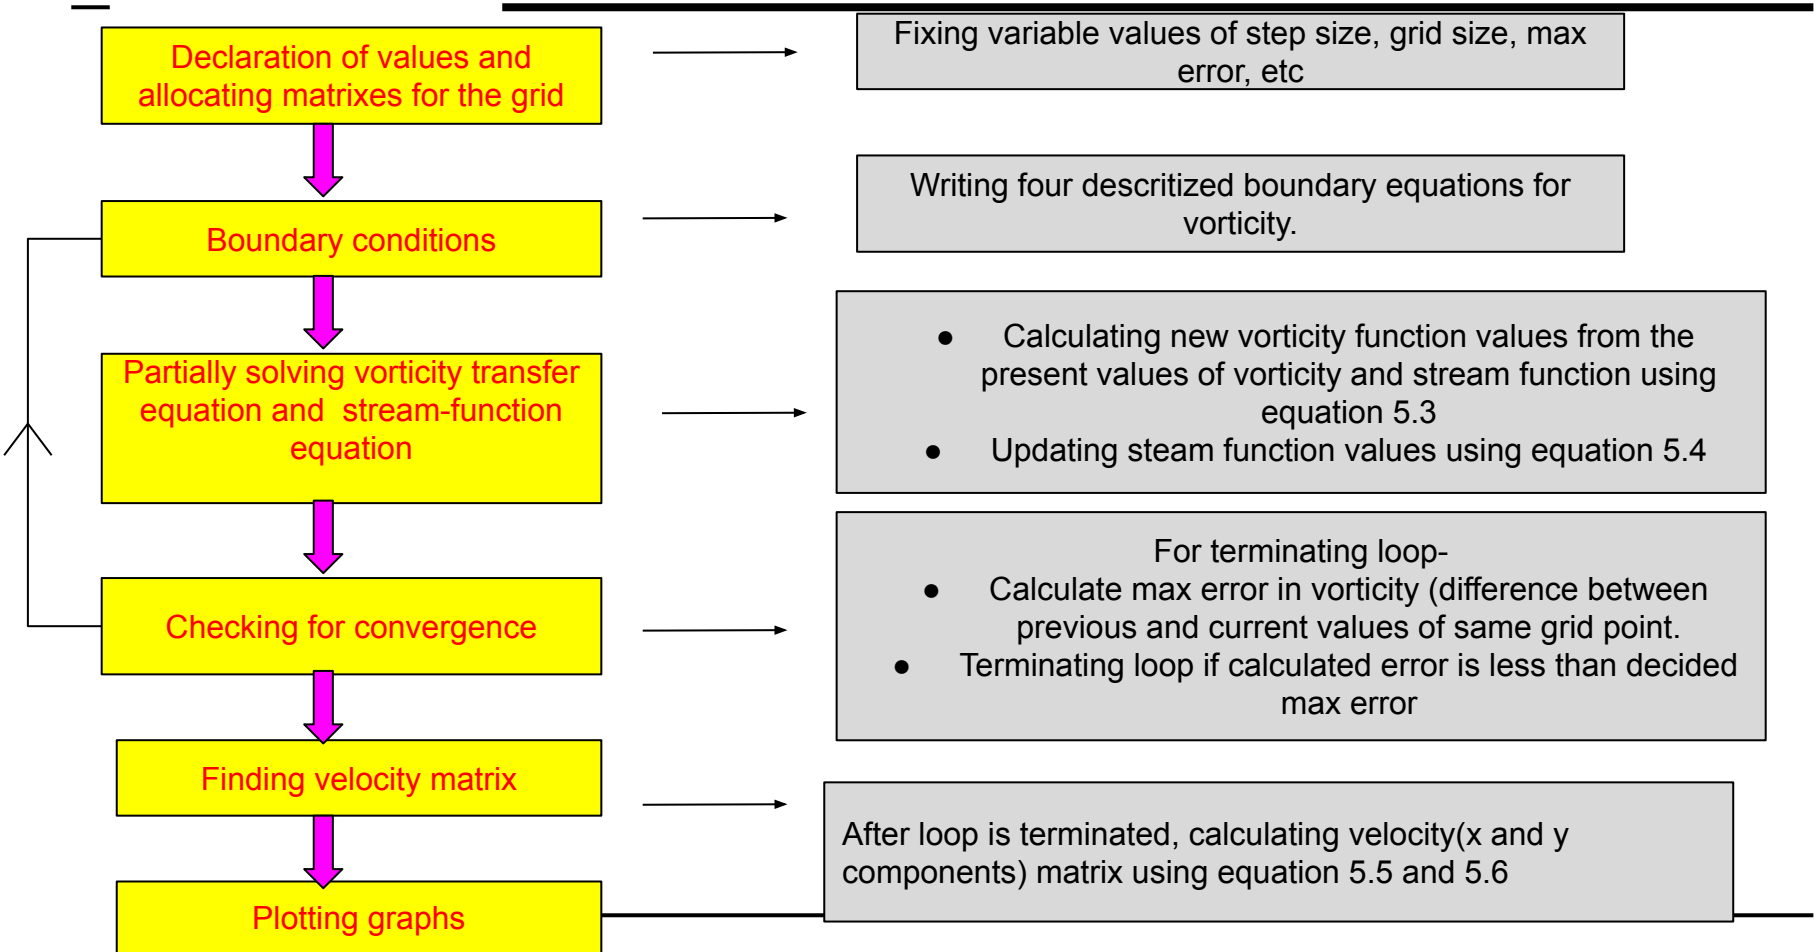 Declaration of values and
allocating matrixes for the grid
Fixing variable values of step size, grid size, max
error, etc
Boundary conditions
Writing four descritized boundary equations for
vorticity.
Partially solving vorticity transfer
equation and  stream-function
equation
● Calculating new vorticity function values from the
present values of vorticity and stream function using
equation 5.3
● Updating steam function values using equation 5.4
Checking for convergence
For terminating loop-
● Calculate max error in vorticity (difference between
previous and current values of same grid point.
● Terminating loop if calculated error is less than decided
max error
Finding velocity matrix
After loop is terminated, calculating velocity(x and y
components) matrix using equation 5.5 and 5.6
Plotting graphs